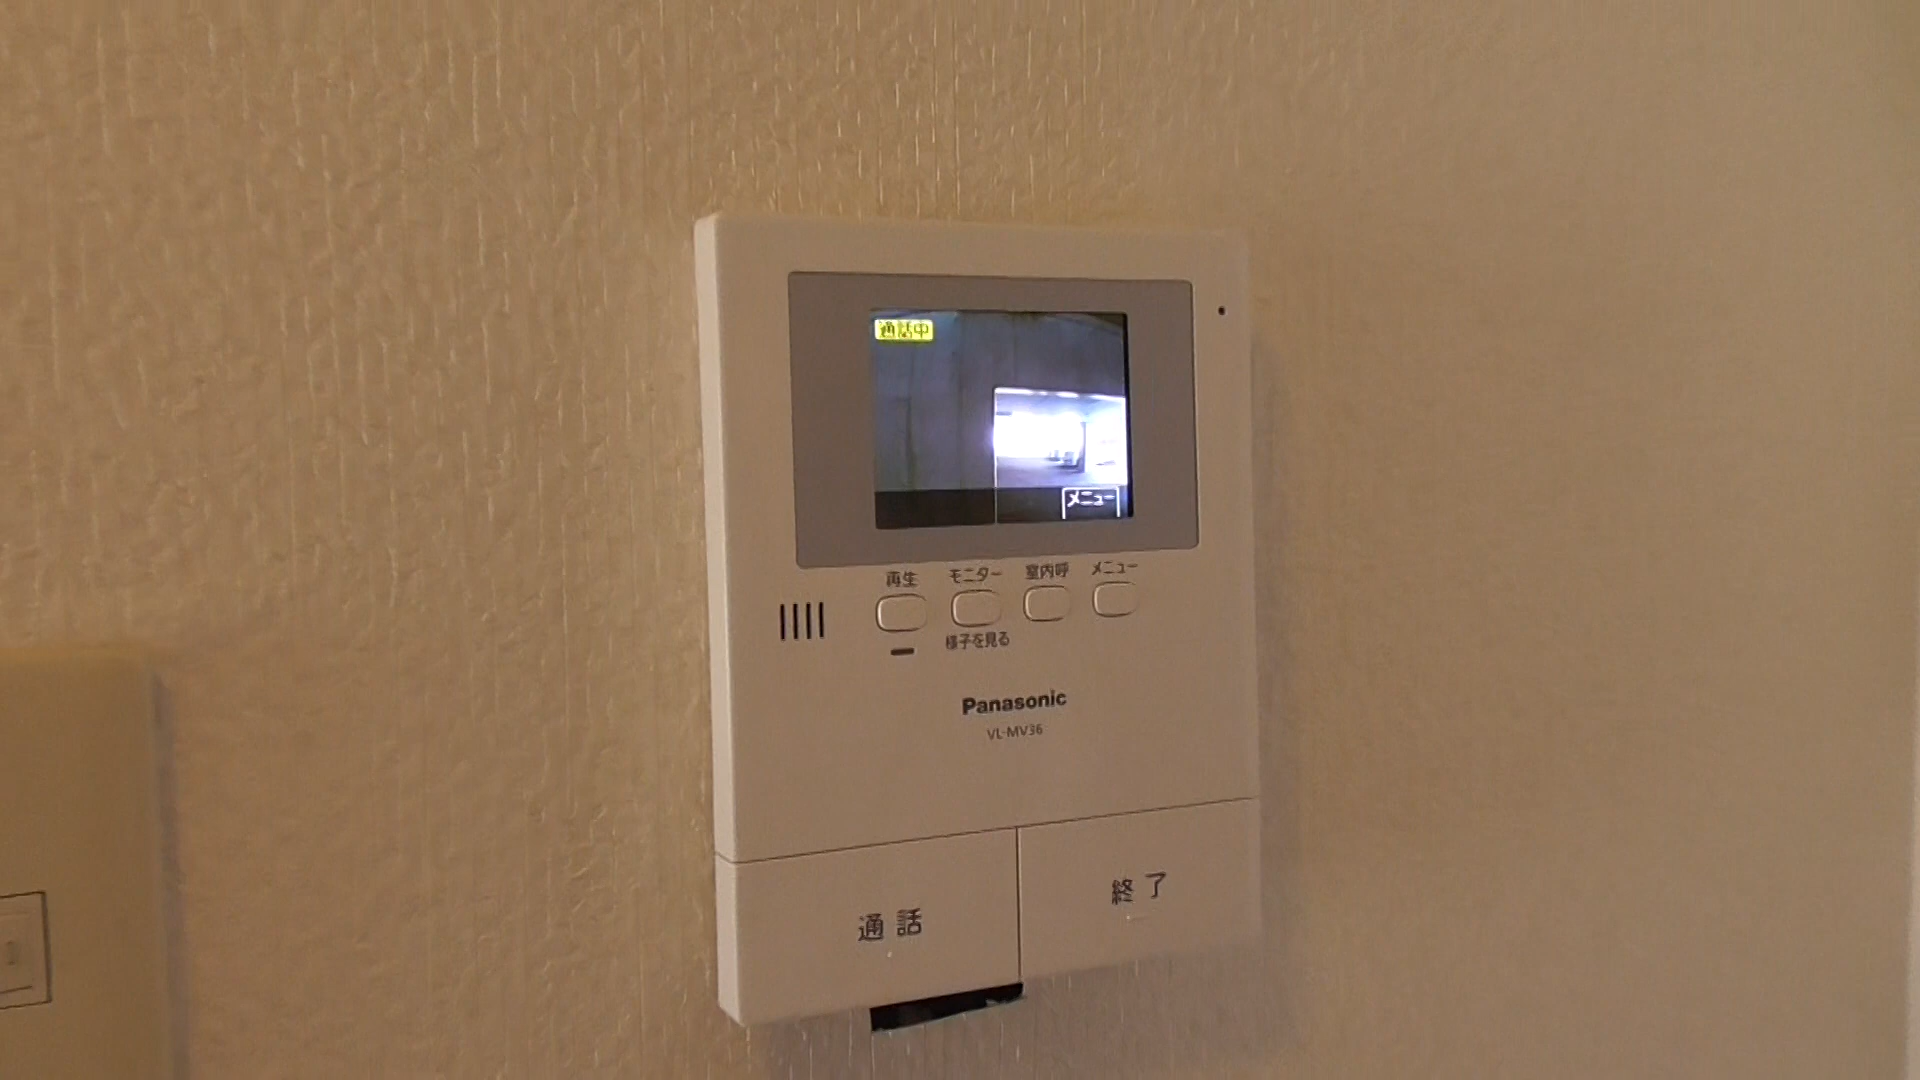 通話中
メニュー
再生 モニター 室内呼 メニュー
様子を見る
Panasonic
VL-MV36
通話 終了